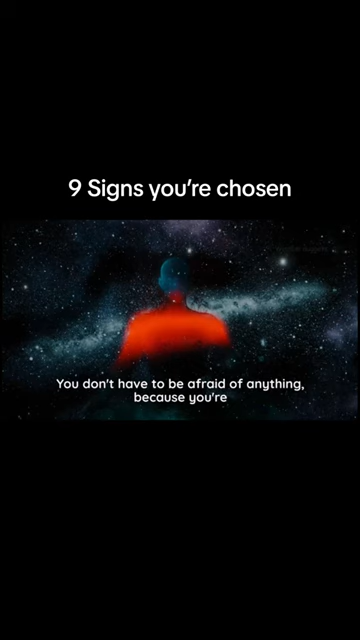 9 Signs you're chosen
You don't have to be afraid of anything,
because you're